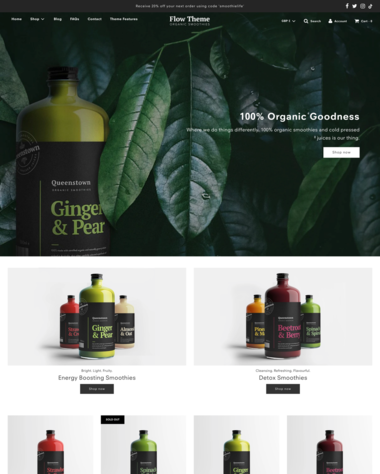 Receive 20% off your next order using code 'smoothielife'
Home Shop Blog FAQs Contact Theme Features
Flow Theme
ORGANIC SMOOTHIES
GBP £ Search Account Cart · 0
100% Organic Goodness
Where we do things differently, 100% organic smoothies and cold pressed
juices is our thing.
Shop now
Queenstown
ORGANIC SMOOTHIES
Ginger
& Pear
Ginger
& Pear
Almond
& Oat
Beetroot
& Berry
Bright. Light. Fruity.
Energy Boosting Smoothies
Shop now
Cleansing. Refreshing. Flavourful.
Detox Smoothies
Shop now
SOLD OUT
Ginger
Beetroot